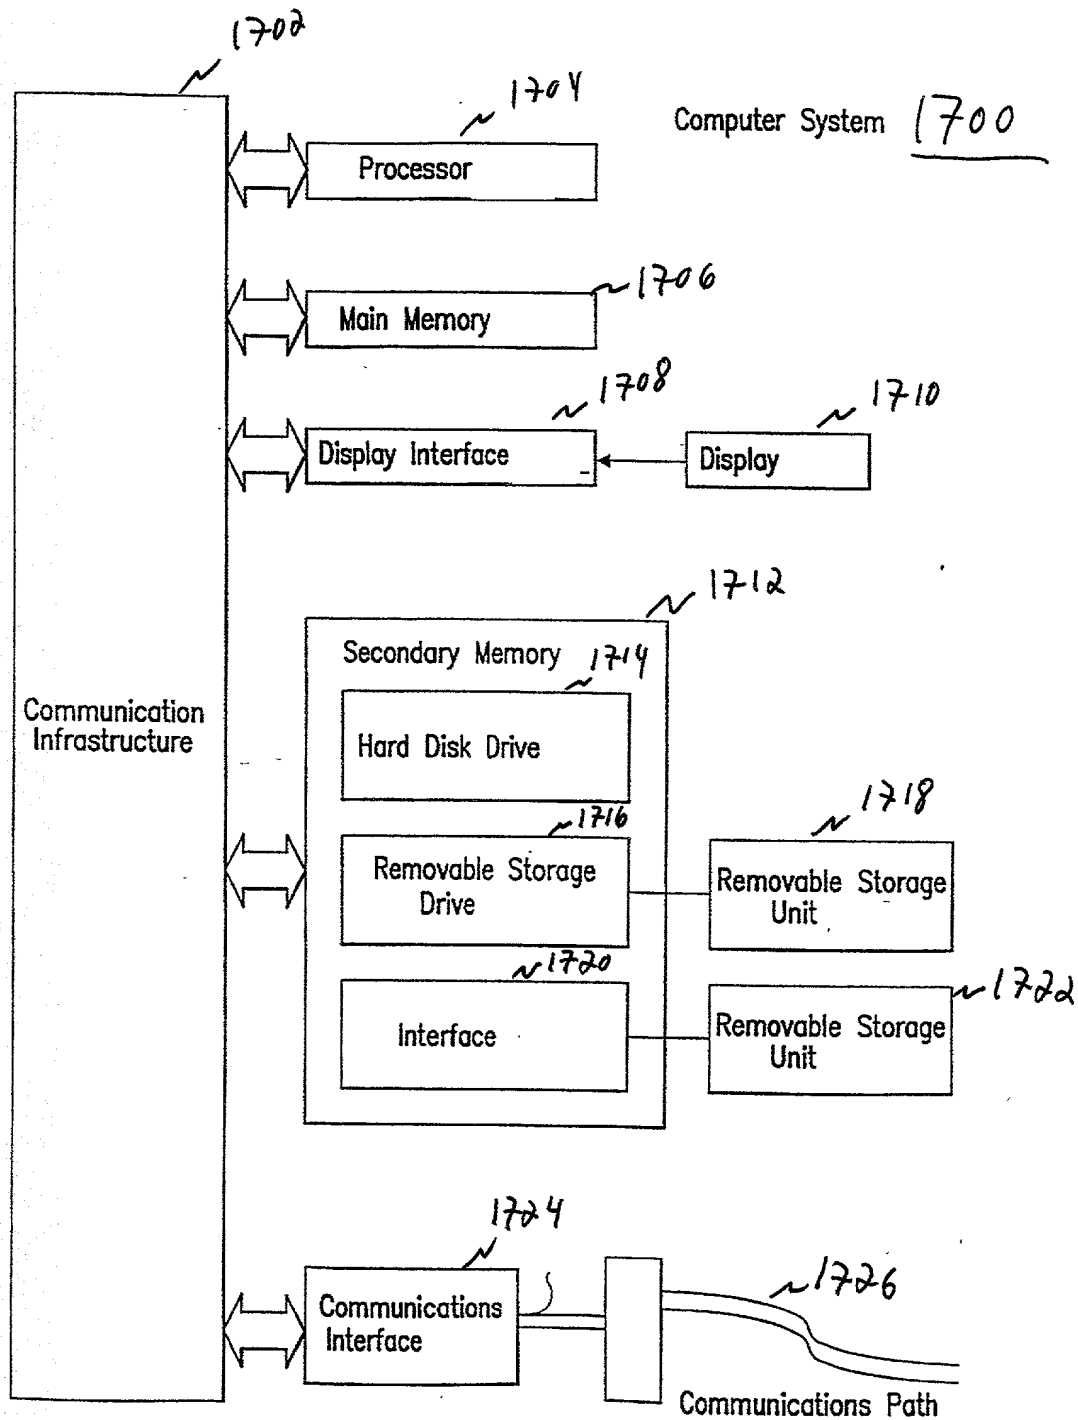 1702
1704
Computer System 1700
Processor
1706
Main Memory
1708
1710
Display Interface
Display
1712
Secondary Memory
1714
Communication
Infrastructure
Hard Disk Drive
1716
1718
Removable Storage
Drive
Removable Storage
Unit
1720
1722
Interface
Removable Storage
Unit
1724
1726
Communications
Interface
Communications Path